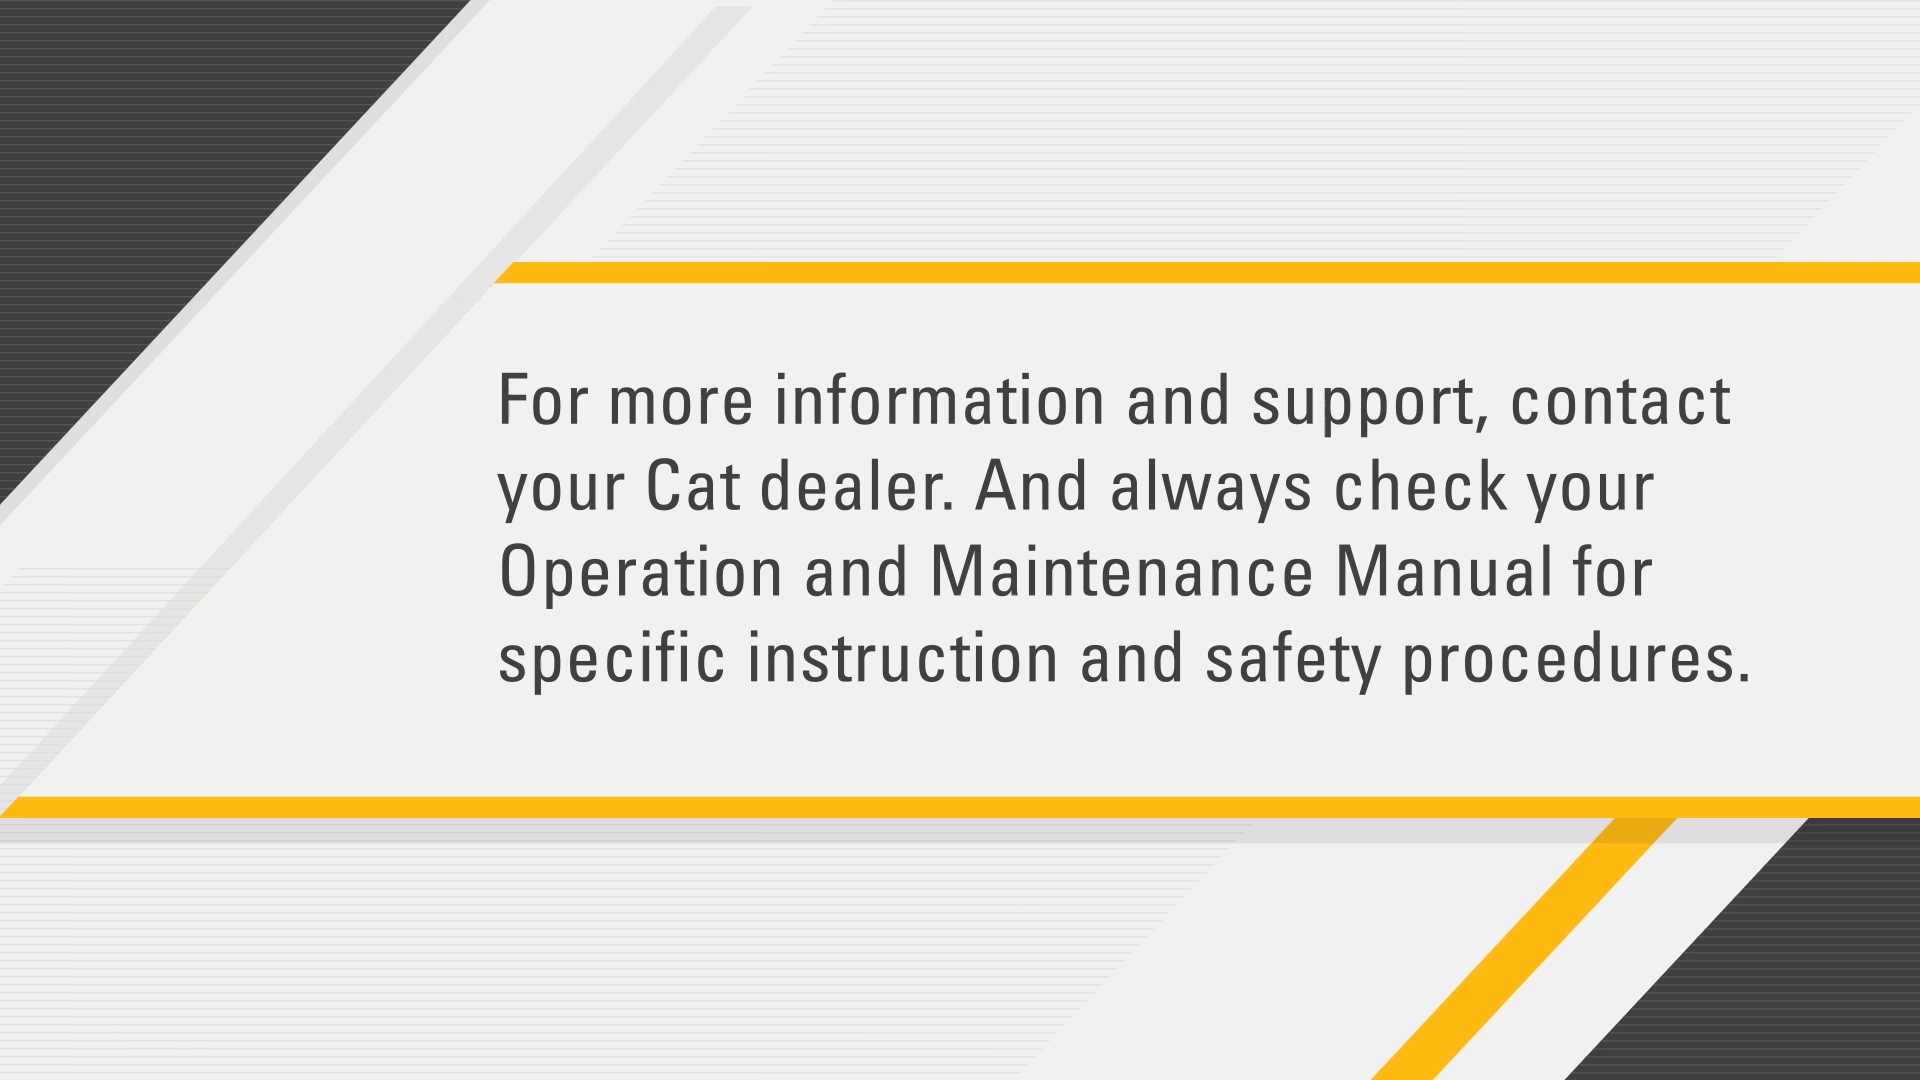 For more information and support, contact
your Cat dealer. And always check your
Operation and Maintenance Manual for
specific instruction and safety procedures.